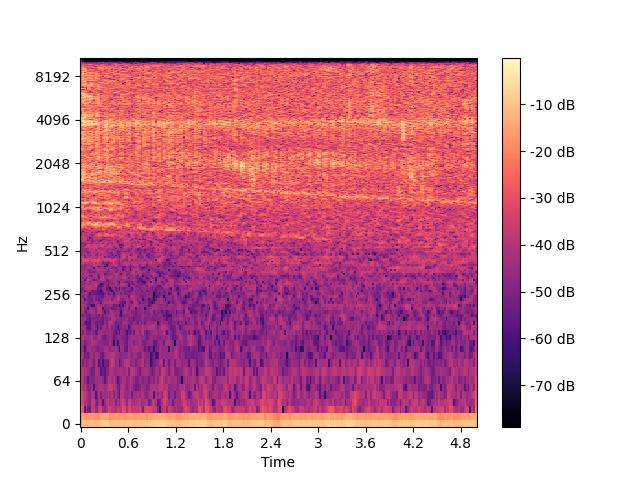 8192
4096
2048
1024
512
256
128
64
0
Hz
0 0.6 1.2 1.8 2.4 3 3.6 4.2 4.8
Time
-10 dB
-20 dB
-30 dB
-40 dB
-50 dB
-60 dB
-70 dB